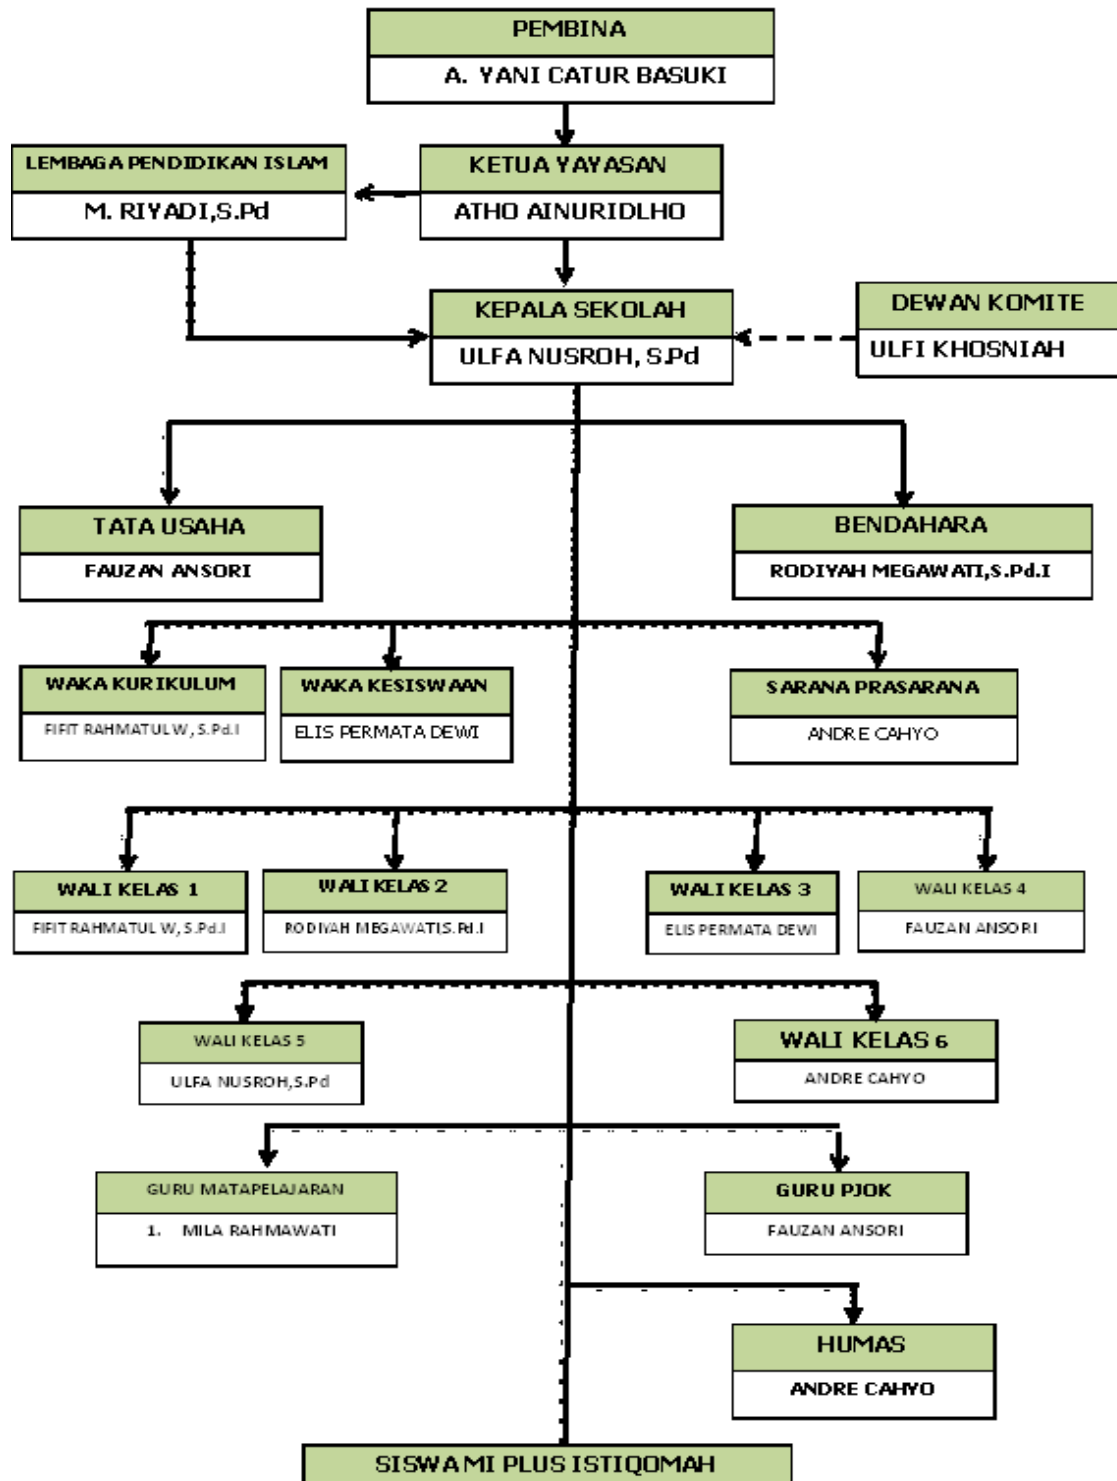 PEMBINA
A. YANI CATUR BASUKI
LEMBAGA PENDIDIKAN ISLAM
M. RIYADI,S.Pd
KETUA YAYASAN
ATHO AINURIDLHO
KEPALA SEKOLAH
ULFA NUSROH, S.Pd
DEWAN KOMITE
ULFI KHOSNIAH
TATA USAHA
FAUZAN ANSORI
BENDAHARA
RODIYAH MEGAWATI,S.Pd.I
WAKA KURIKULUM
FIFIT RAHMATUL W, S.Pd.I
WAKA KESISWAAN
ELIS PERMATA DEWI
SARANA PRASARANA
ANDRE CAHYO
WALI KELAS 1
FIFIT RAHMATUL W, S.Pd.I
WALI KELAS 2
RODIYAH MEGAWATI,S.Pd.I
WALI KELAS 3
ELIS PERMATA DEWI
WALI KELAS 4
FAUZAN ANSORI
WALI KELAS 5
ULFA NUSROH,S.Pd
WALI KELAS 6
ANDRE CAHYO
GURU MATAPELAJARAN
1. MILA RAHMAWATI
GURU PJOK
FAUZAN ANSORI
HUMAS
ANDRE CAHYO
SISWA MI PLUS ISTIQOMAH